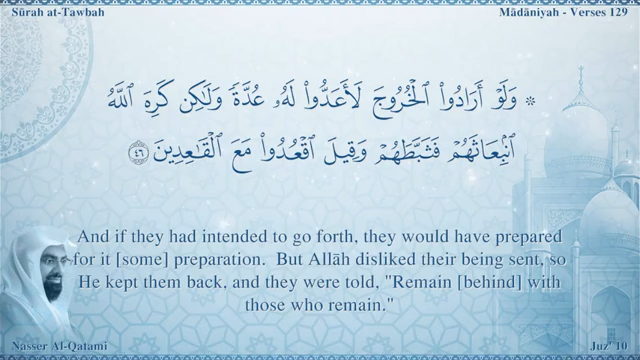 Sūrah at-Tawbah
Mādāniyah - Verses 129
۞ وَلَوْ أَرَادُوا۟ ٱلْخُرُوجَ لَأَعَدُّوا۟ لَهُۥ عُدَّةً وَلَـٰكِن كَرِهَ ٱللَّهُ
ٱنۢبِعَاثَهُمْ فَثَبَّطَهُمْ وَقِيلَ ٱقْعُدُوا۟ مَعَ ٱلْقَـٰعِدِينَ ٤٦
And if they had intended to go forth, they would have prepared
for it [some] preparation.  But Allāh disliked their being sent, so
He kept them back, and they were told, "Remain [behind] with
those who remain."
Nasser Al-Qatami
Juz' 10